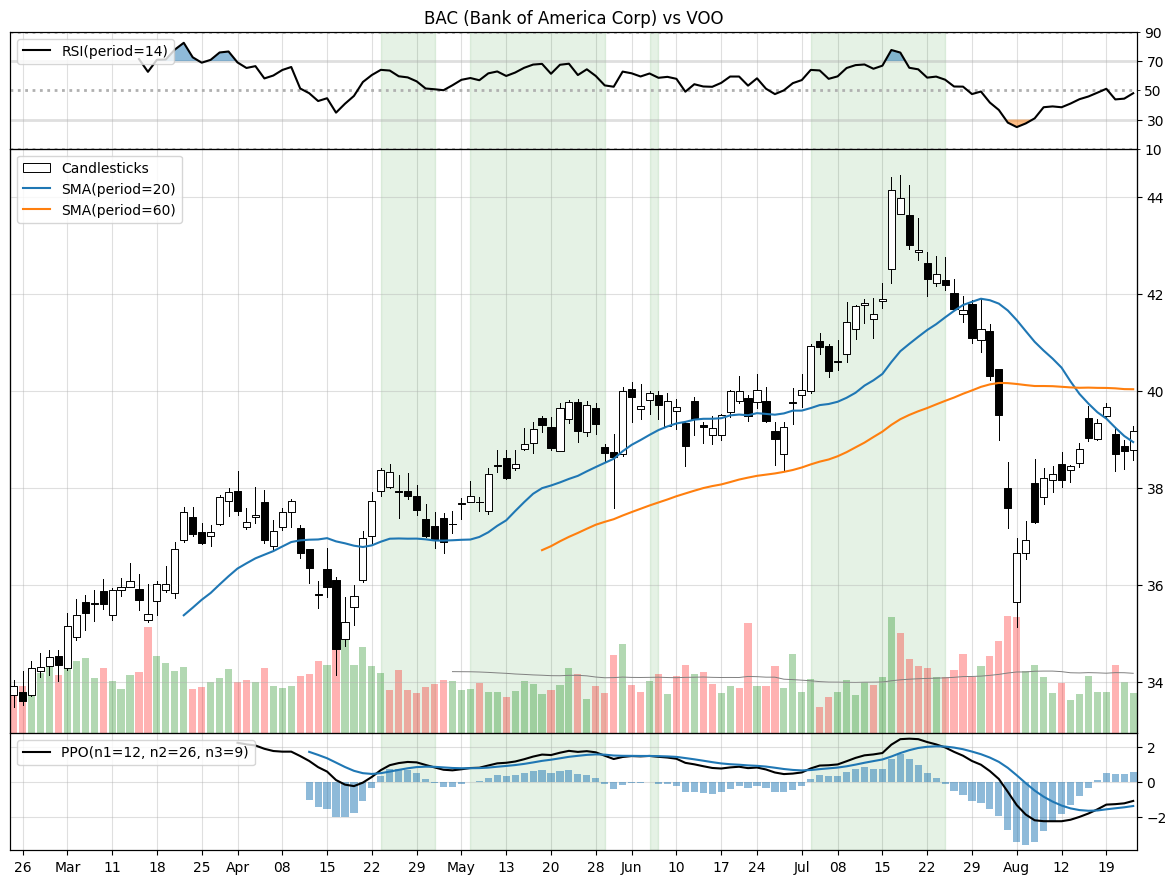 BAC (Bank of America Corp) vs VOO
RSI(period=14)
90
70
50
30
10
Candlesticks
SMA(period=20)
SMA(period=60)
44
42
40
38
36
34
PPO(n1=12, n2=26, n3=9)
2
0
−2
26 Mar 11 18 25 Apr 08 15 22 29 May 13 20 28 Jun 10 17 24 Jul 08 15 22 29 Aug 12 19